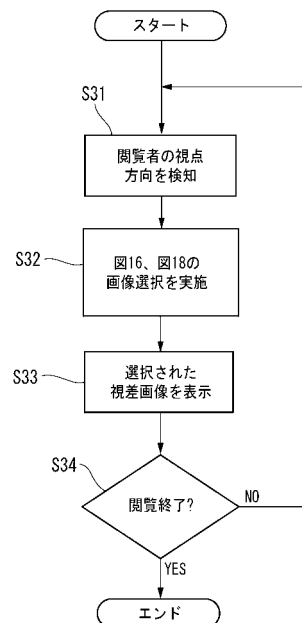 スタート
S31
閲覧者の視点
方向を検知
S32
図16、図18の
画像選択を実施
S33
選択された
視差画像を表示
S34
閲覧終了?
NO
YES
エンド